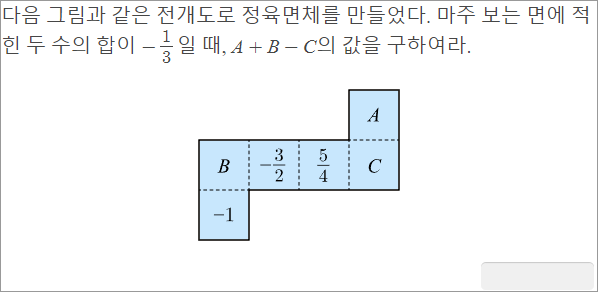 다음 그림과 같은 전개도로 정육면체를 만들었다. 마주 보는 면에 적
힌 두 수의 합이 $-\frac{1}{3}$ 일 때, $A+B-C$의 값을 구하여라.
$A$
$B$ $-\frac{3}{2}$ $\frac{5}{4}$ $C$
$-1$